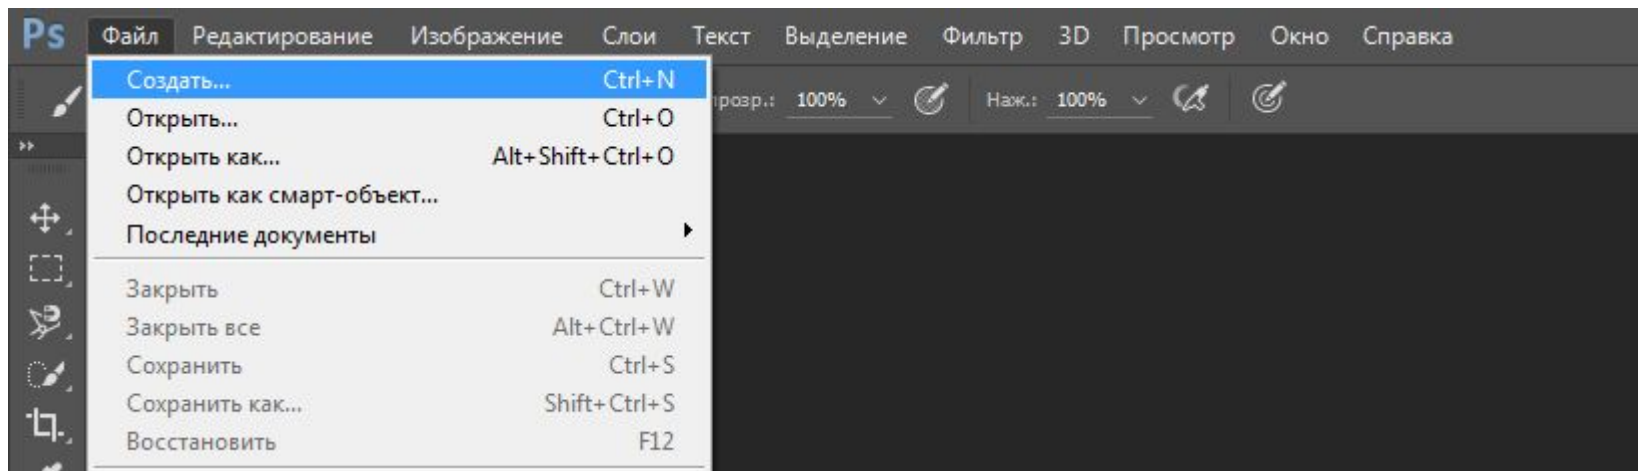 Ps Файл Редактирование Изображение Слои Текст Выделение Фильтр 3D Просмотр Окно Справка
Создать... Ctrl+N
прозр.: 100% Наж.: 100%
Открыть... Ctrl+O
Открыть как... Alt+Shift+Ctrl+O
Открыть как смарт-объект...
Последние документы
Закрыть Ctrl+W
Закрыть все Alt+Ctrl+W
Сохранить Ctrl+S
Сохранить как... Shift+Ctrl+S
Восстановить F12